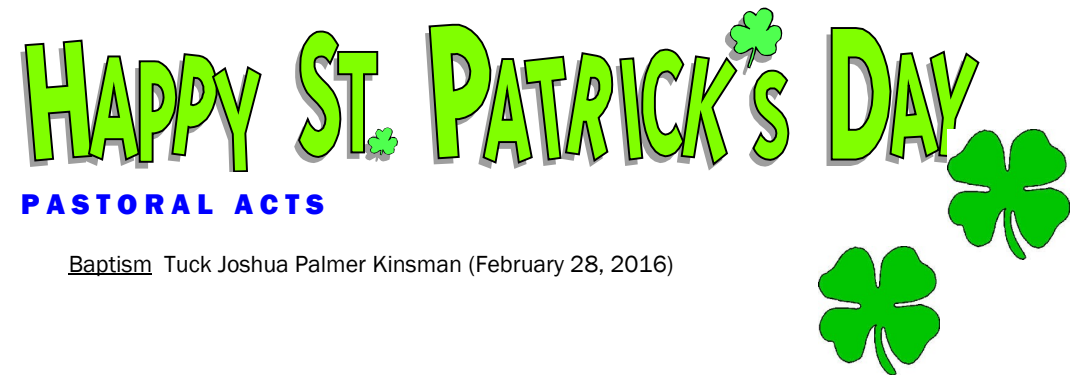 HAPPY ST. PATRICK'S DAY
PASTORAL ACTS
Baptism Tuck Joshua Palmer Kinsman (February 28, 2016)